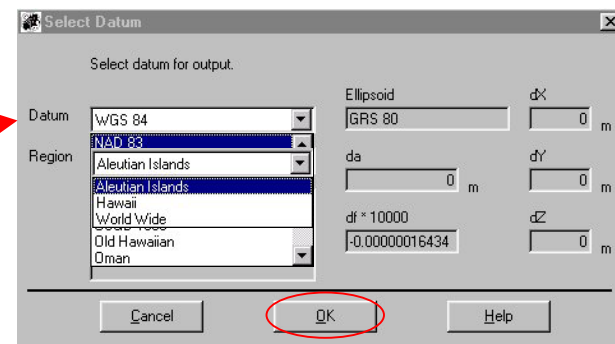 Select Datum
Select datum for output.
Datum
WGS 84
NAD 83
Region
Aleutian Islands
Aleutian Islands
Hawaii
World Wide
Old Hawaiian
Oman
Ellipsoid
GRS 80
da
0 m
df * 10000
-0.00000016434
dX
0 m
dY
0 m
dZ
0 m
Cancel
OK
Help